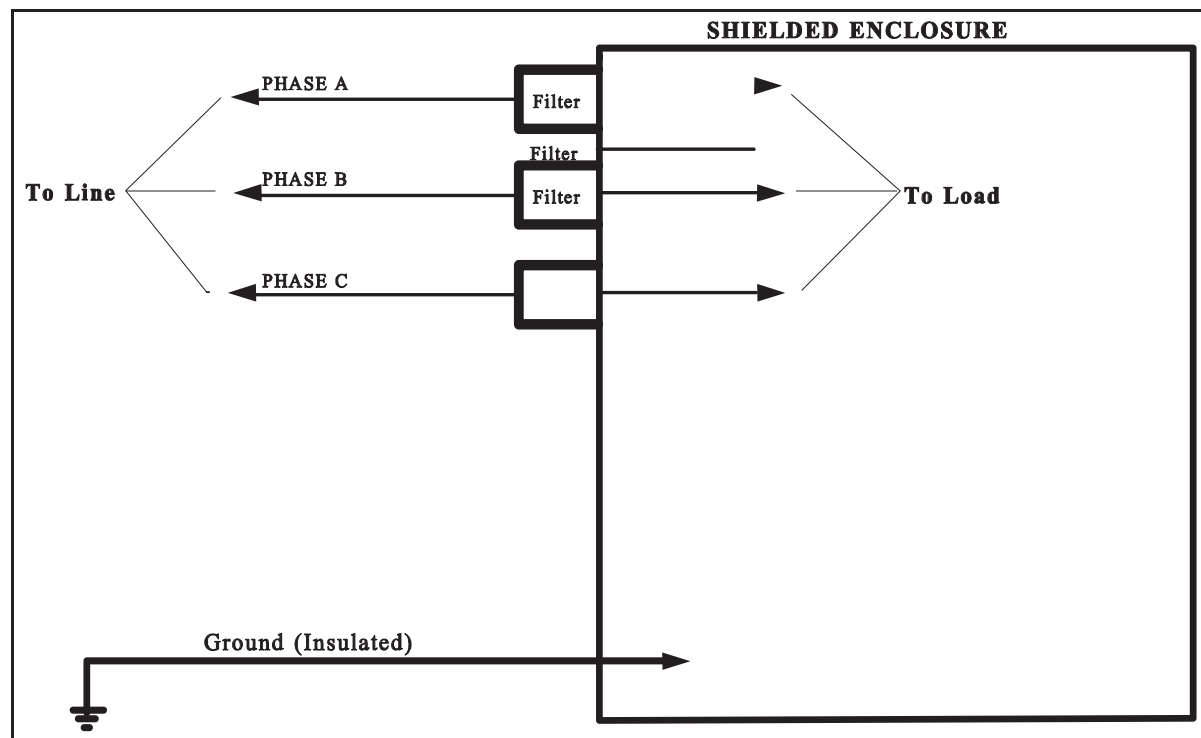 SHIELDED ENCLOSURE
PHASE A
Filter
Filter
PHASE B
Filter
To Line
To Load
PHASE C
Ground (Insulated)